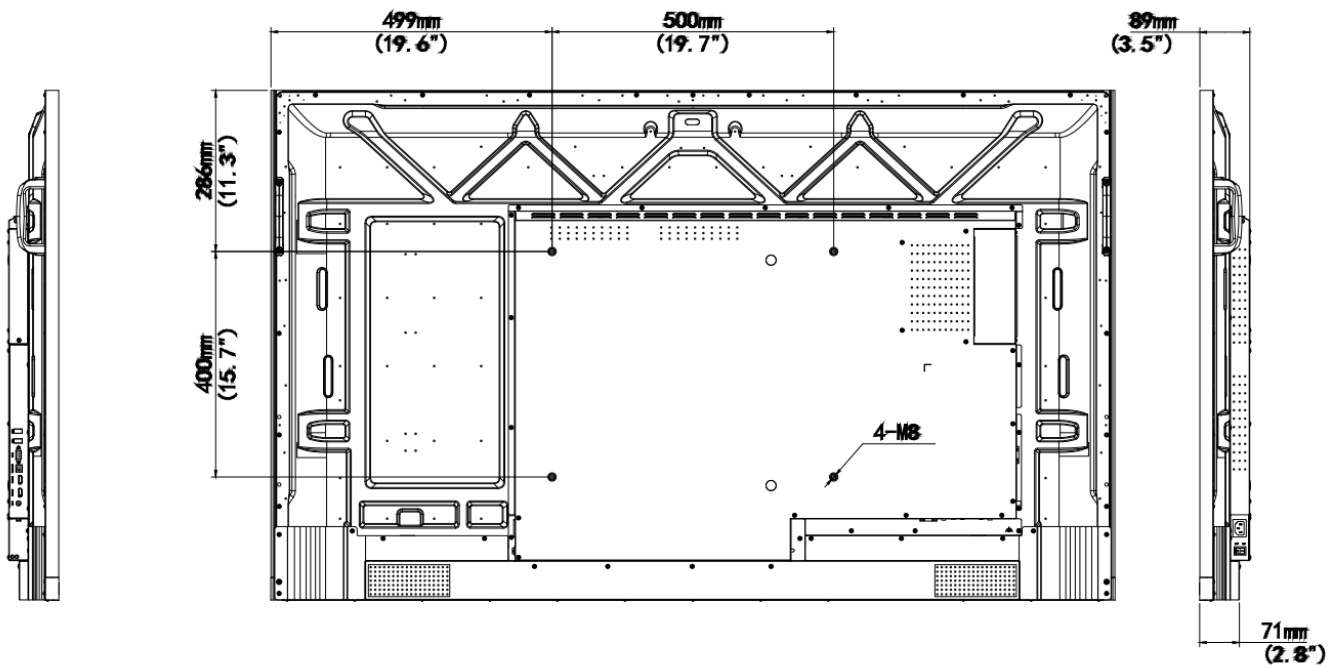 499mm
(19.6")
500mm
(19.7")
89mm
(3.5")
286mm
(11.3")
400mm
(15.7")
4-M8
71mm
(2.8")